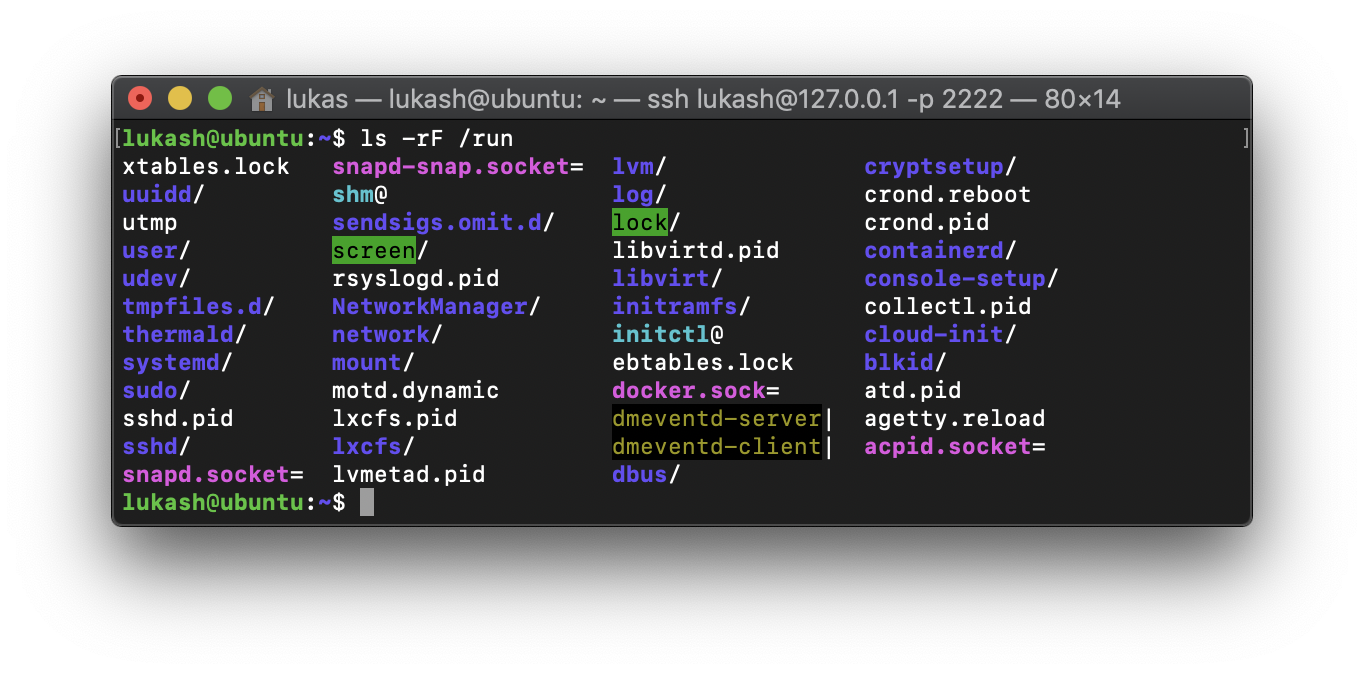 lukas — lukash@ubuntu: ~ — ssh lukash@127.0.0.1 -p 2222 — 80×14
[lukash@ubuntu:~$ ls -rF /run ]
xtables.lock   snapd-snap.socket=  lvm/              cryptsetup/
uuidd/         shm@                log/              crond.reboot
utmp           sendsigs.omit.d/    lock/             crond.pid
user/          screen/             libvirtd.pid      containerd/
udev/          rsyslogd.pid        libvirt/          console-setup/
tmpfiles.d/    NetworkManager/     initramfs/        collectl.pid
thermald/      network/            initctl@          cloud-init/
systemd/       mount/              ebtables.lock     blkid/
sudo/          motd.dynamic        docker.sock=      atd.pid
sshd.pid       lxcfs.pid           dmeventd-server|  agetty.reload
sshd/          lxcfs/              dmeventd-client|  acpid.socket=
snapd.socket=  lvmetad.pid         dbus/
lukash@ubuntu:~$